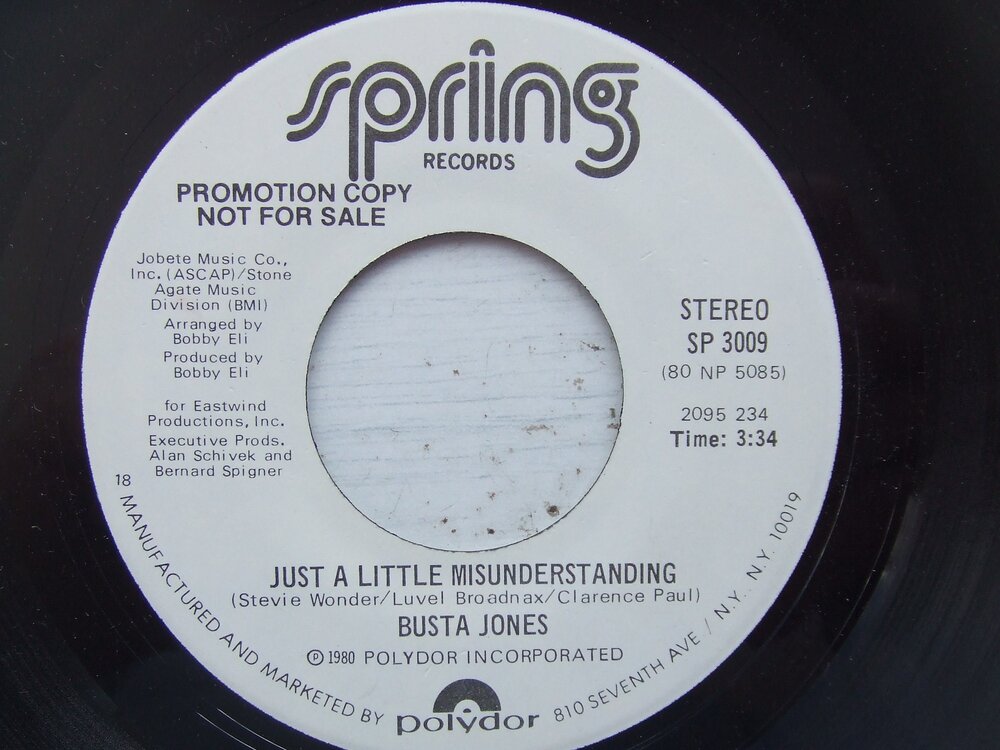 spring
RECORDS
PROMOTION COPY
NOT FOR SALE
Jobete Music Co.,
Inc. (ASCAP)/Stone
Agate Music
Division (BMI)
Arranged by
Bobby Eli
Produced by
Bobby Eli
for Eastwind
Productions, Inc.
Executive Prods.
Alan Schivek and
Bernard Spigner
STEREO
SP 3009
(80 NP 5085)
2095 234
Time: 3:34
JUST A LITTLE MISUNDERSTANDING
(Stevie Wonder/Luvel Broadnax/Clarence Paul)
BUSTA JONES
℗ 1980 POLYDOR INCORPORATED
18 MANUFACTURED AND MARKETED BY polydor 810 SEVENTH AVE / N.Y., N.Y. 10019